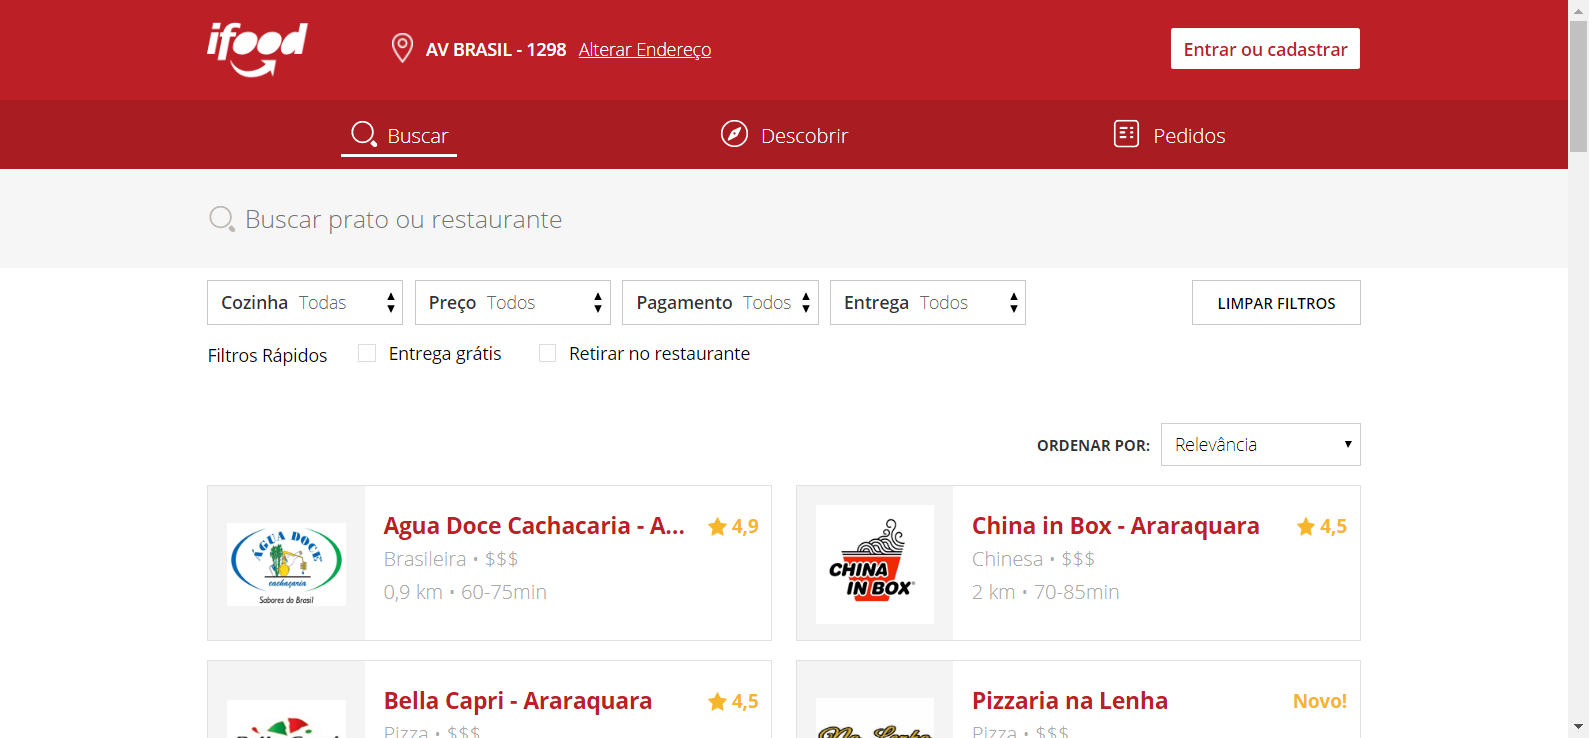 ifood
AV BRASIL - 1298 Alterar Endereço
Entrar ou cadastrar
Buscar
Descobrir
Pedidos
Buscar prato ou restaurante
Cozinha Todas
Preço Todos
Pagamento Todos
Entrega Todos
LIMPAR FILTROS
Filtros Rápidos
Entrega grátis
Retirar no restaurante
ORDENAR POR: Relevância
ÁGUA DOCE
cachaçaria
Sabores do Brasil
Agua Doce Cachacaria - A... 4,9
Brasileira • $$$
0,9 km • 60-75min
CHINA
IN BOX
China in Box - Araraquara 4,5
Chinesa • $$$
2 km • 70-85min
Bella Capri - Araraquara 4,5
Pizza • $$$
Pizzaria na Lenha Novo!
Pizza • $$$